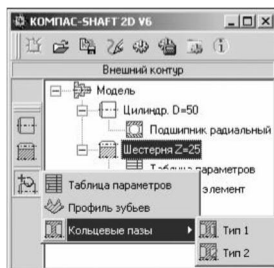 КОМПАС-SHAFT 2D V6
Внешний контур
Модель
Цилиндр. D=50
Подшипник радиальный
Шестерня Z=25
Таблица параметров
Таблица параметров
элемент
Профиль зубьев
Кольцевые пазы
Тип 1
Тип 2